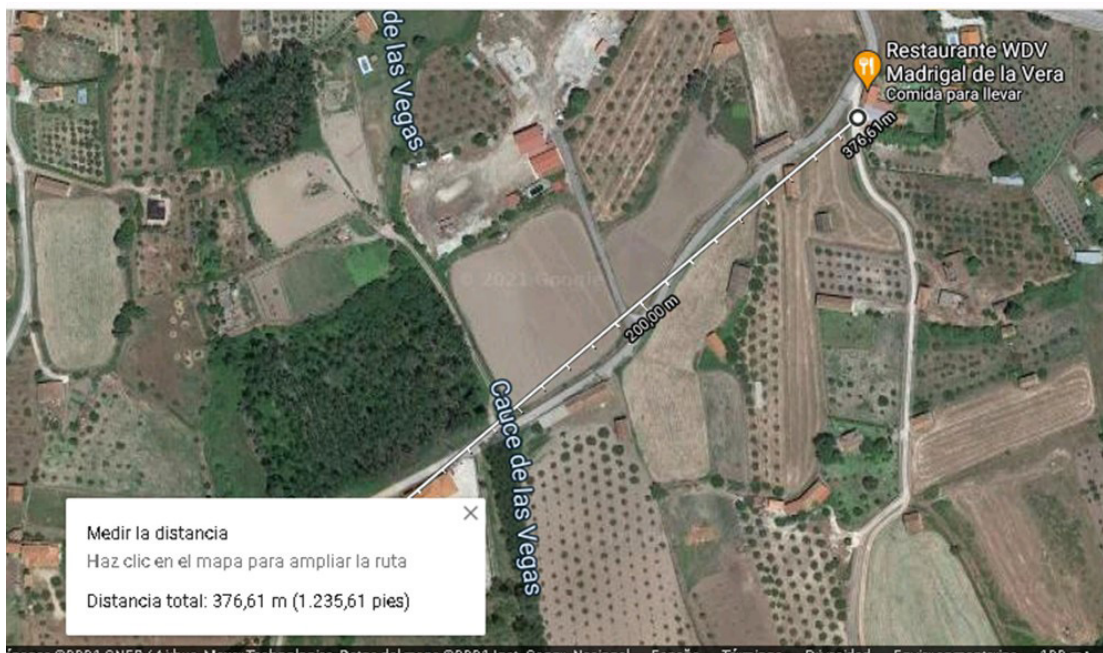 de las Vegas
Restaurante WDV
Madrigal de la Vera
Comida para llevar
376,61 m
© 2021 Google
200,00 m
Cauce de las Vegas
Medir la distancia
Haz clic en el mapa para ampliar la ruta
Distancia total: 376,61 m (1.235,61 pies)